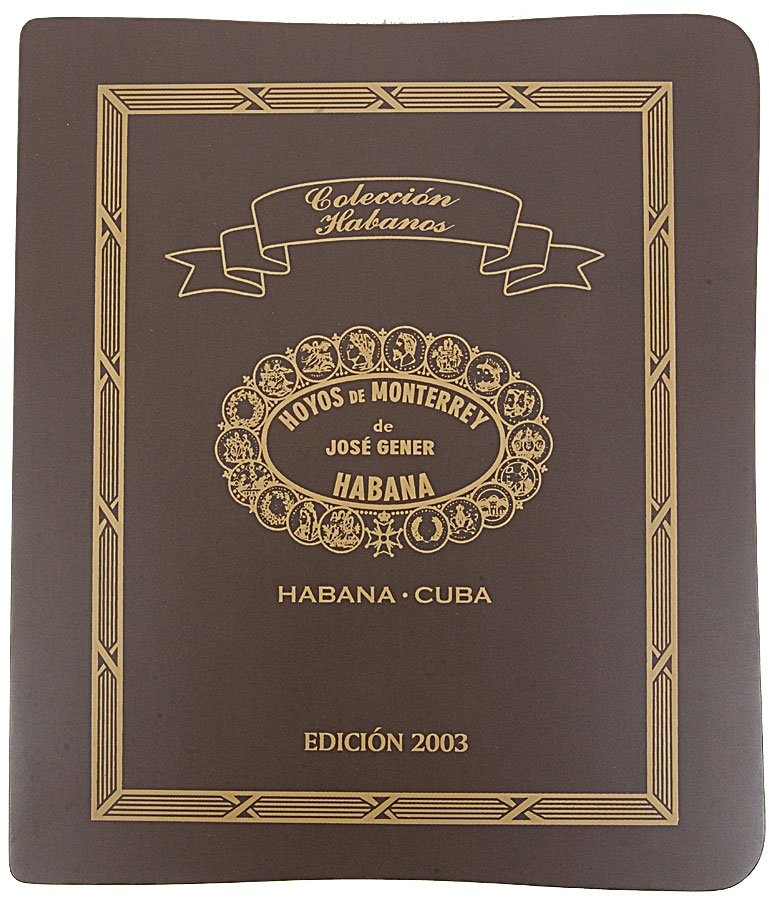 Colección
Habanos
HOYOS DE MONTERREY
de
JOSÉ GENER
HABANA
HABANA · CUBA
EDICIÓN 2003